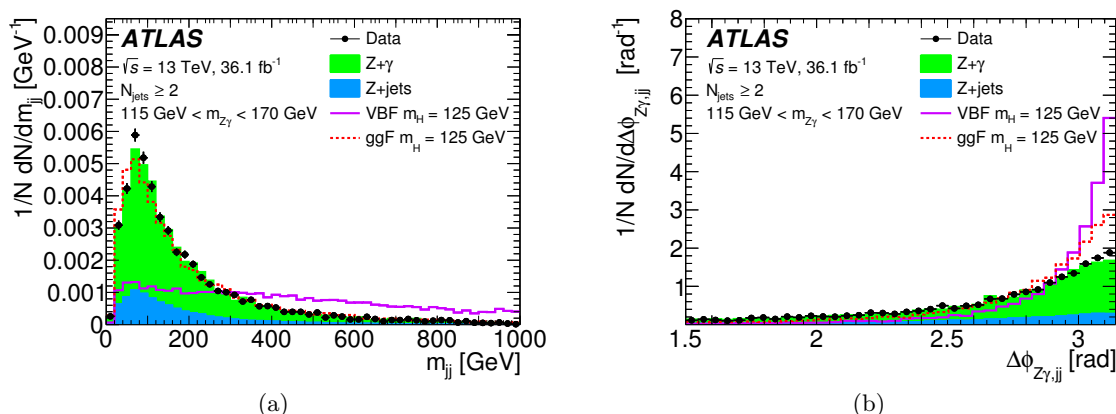 1/N dN/dm_jj [GeV⁻¹]
0.009
0.008
0.007
0.006
0.005
0.004
0.003
0.002
0.001
0
ATLAS
√s = 13 TeV, 36.1 fb⁻¹
N_jets ≥ 2
115 GeV < m_Zγ < 170 GeV
Data
Z+γ
Z+jets
VBF m_H = 125 GeV
ggF m_H = 125 GeV
0 200 400 600 800 1000
m_jj [GeV]
(a)
1/N dN/dΔϕ_Zγ,jj [rad⁻¹]
8
7
6
5
4
3
2
1
ATLAS
√s = 13 TeV, 36.1 fb⁻¹
N_jets ≥ 2
115 GeV < m_Zγ < 170 GeV
Data
Z+γ
Z+jets
VBF m_H = 125 GeV
ggF m_H = 125 GeV
1.5 2 2.5 3
Δϕ_Zγ,jj [rad]
(b)